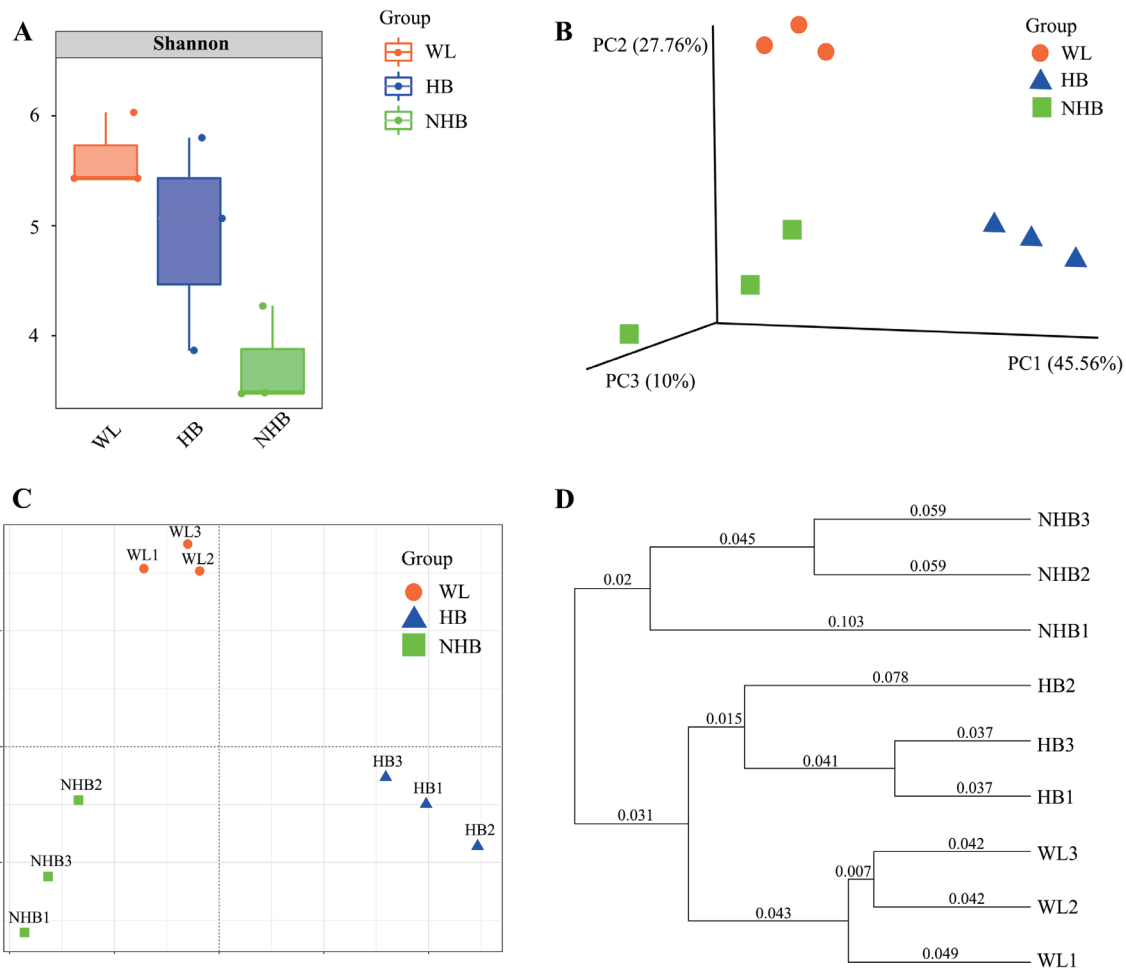 A
Shannon
6
5
4
WL
HB
NHB
Group
WL
HB
NHB
B
PC2 (27.76%)
PC1 (45.56%)
PC3 (10%)
Group
WL
HB
NHB
C
WL3
WL1
WL2
Group
WL
HB
NHB
HB3
HB1
HB2
NHB2
NHB3
NHB1
D
0.059
NHB3
0.045
0.059
NHB2
0.02
0.103
NHB1
0.078
HB2
0.015
0.037
HB3
0.041
0.037
HB1
0.031
0.042
WL3
0.007
0.042
WL2
0.043
0.049
WL1